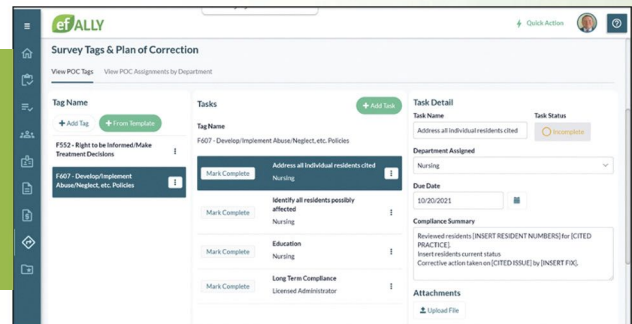 efALLY
Quick Action
?
Survey Tags & Plan of Correction
View POC Tags View POC Assignments by Department
Tag Name
+ Add Tag + From Template
F552 - Right to be Informed/Make
Treatment Decisions
F607 - Develop/Implement
Abuse/Neglect, etc. Policies
Tasks
+ Add Task
Tag Name
F607 - Develop/Implement Abuse/Neglect, etc. Policies
Mark Complete
Address all Individual residents cited
Nursing
Mark Complete
Identify all residents possibly
affected
Nursing
Mark Complete
Education
Nursing
Mark Complete
Long Term Compliance
Licensed Administrator
Task Detail
Task Name Task Status
Address all individual residents cited Incomplete
Department Assigned
Nursing
Due Date
10/20/2021
Compliance Summary
Reviewed residents [INSERT RESIDENT NUMBERS] for [CITED
PRACTICE].
Insert residents current status
Corrective action taken on [CITED ISSUE] by [INSERT FIX].
Attachments
Upload File